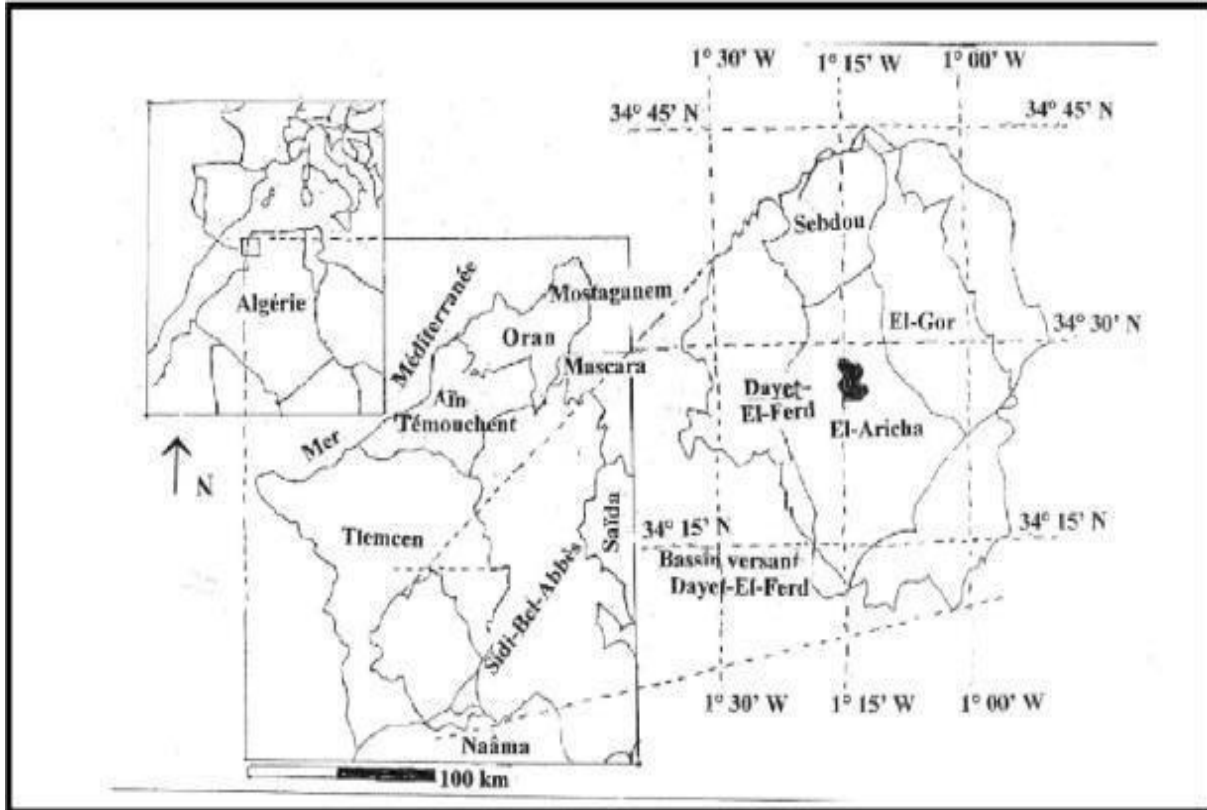 1° 30' W
1° 15' W
1° 00' W
34° 45' N
34° 45' N
Sebdou
Algérie
Mer Méditerranée
Mostaganem
Oran
Mascara
El-Gor
34° 30' N
Aïn
Témouchent
Dayet-
El-Ferd
El-Aricha
N
Tlemcen
Sidi-Bel-Abbès
Saïda
34° 15' N
34° 15' N
Bassin versant
Dayet-El-Ferd
1° 30' W
1° 15' W
1° 00' W
Naâma
100 km